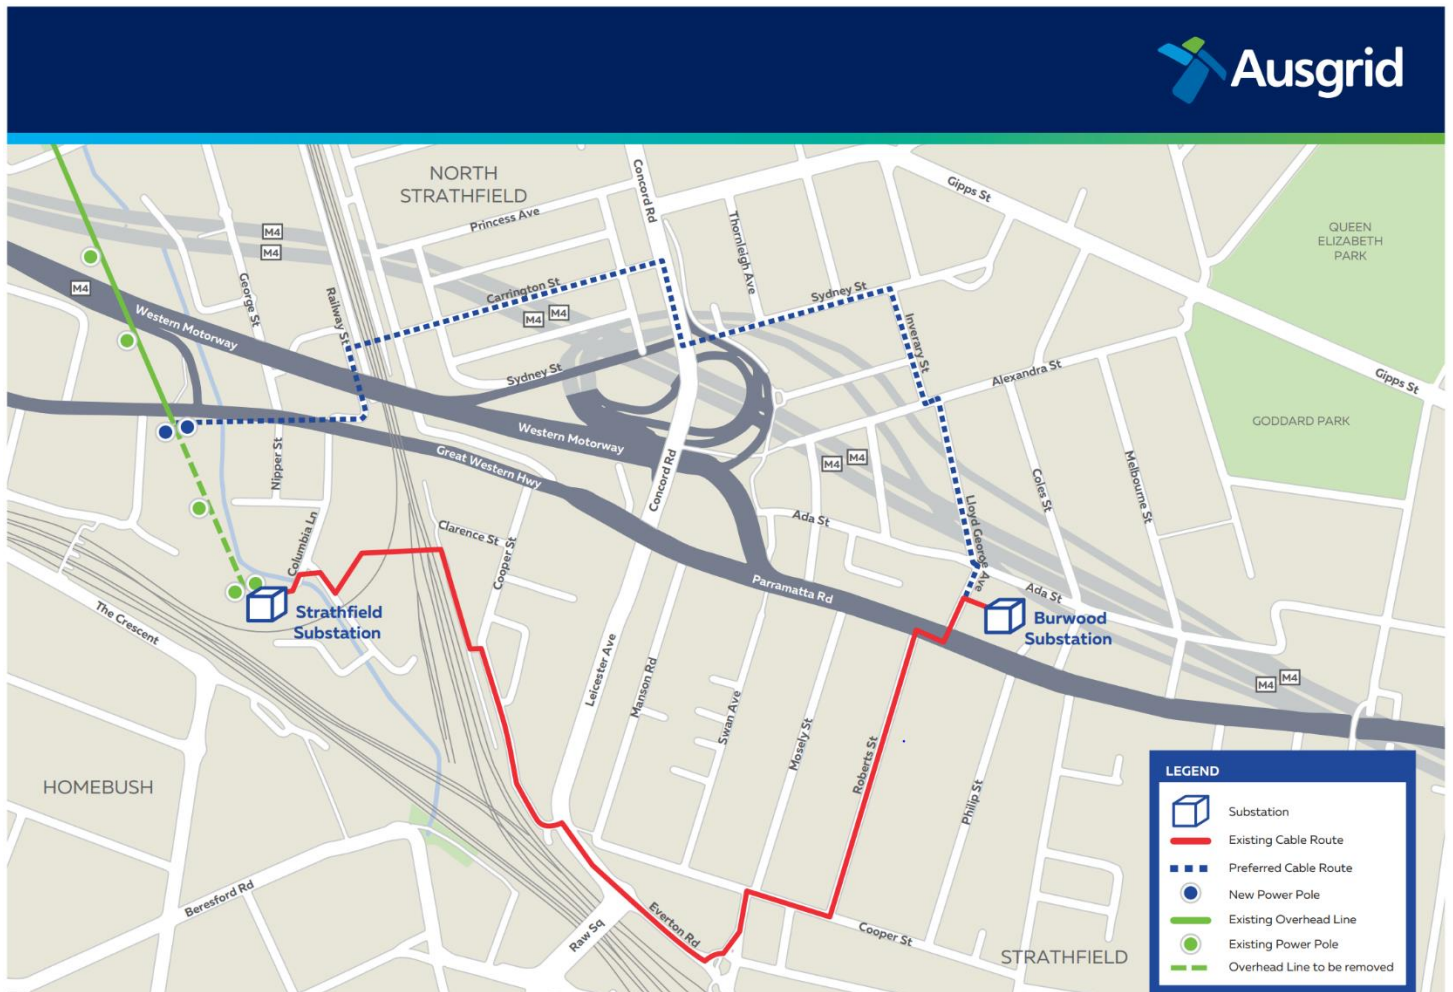 Ausgrid
NORTH
STRATHFIELD
Concord Rd
Gipps St
Princess Ave
Thornleigh Ave
QUEEN
ELIZABETH
PARK
M4
M4
M4
George St
Railway St
Carrington St
M4
M4
Sydney St
Western Motorway
Inverary St
Sydney St
Alexandra St
Gipps St
GODDARD PARK
Western Motorway
Great Western Hwy
Nipper St
Concord Rd
M4
M4
Melbourne St
Coles St
Lloyd George Ave
Ada St
Clarence St
Columbia Ln
Cooper St
Parramatta Rd
Ada St
The Crescent
Strathfield
Substation
Burwood
Substation
Leicester Ave
Manson Rd
Swan Ave
Mosely St
Roberts St
Philip St
M4
M4
HOMEBUSH
Beresford Rd
Raw Sq
Everton Rd
Cooper St
STRATHFIELD
LEGEND
Substation
Existing Cable Route
Preferred Cable Route
New Power Pole
Existing Overhead Line
Existing Power Pole
Overhead Line to be removed